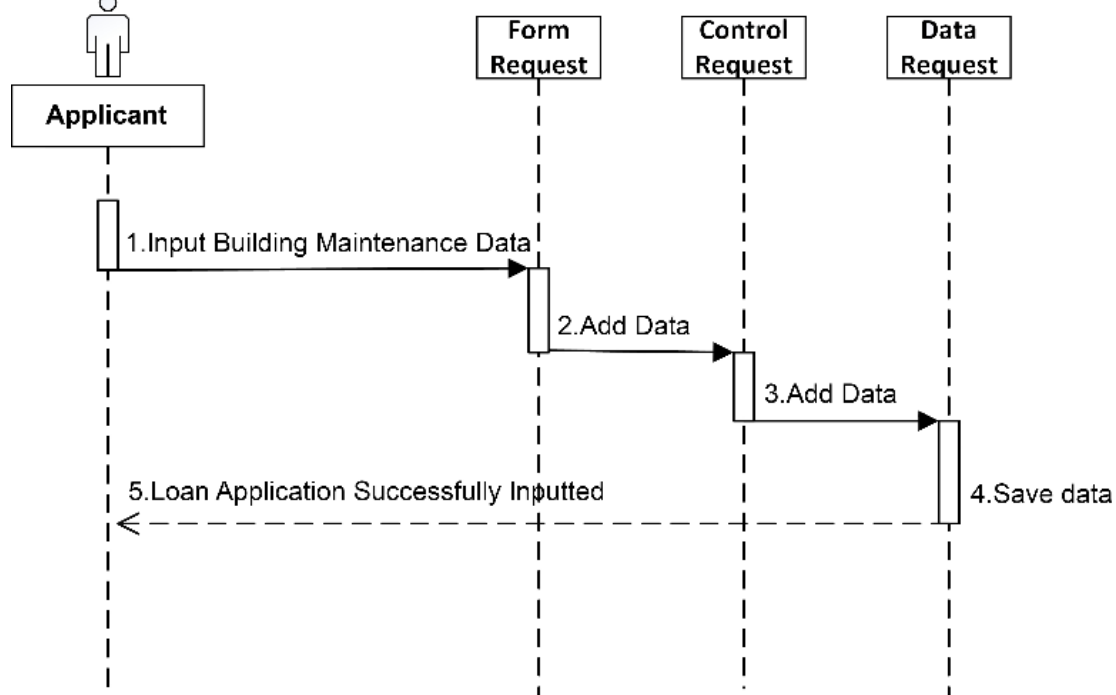 Form
Request
Control
Request
Data
Request
Applicant
1.Input Building Maintenance Data
2.Add Data
3.Add Data
5.Loan Application Successfully Inputted
4.Save data